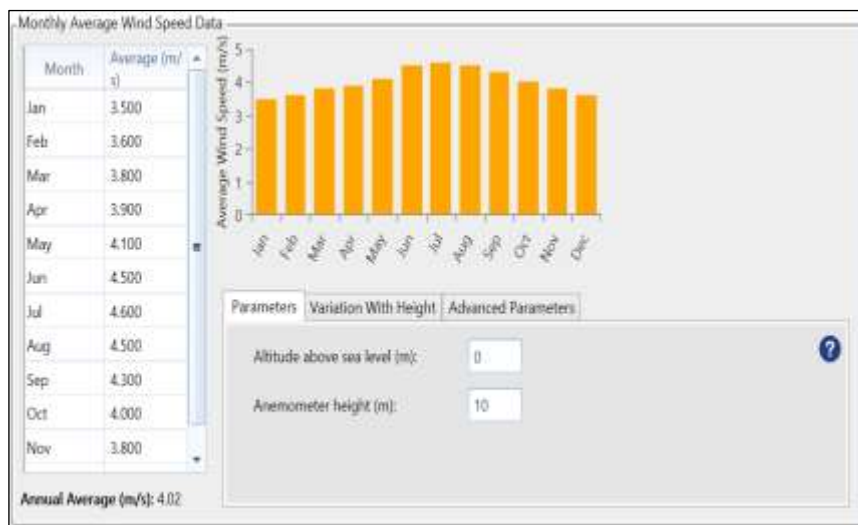 Monthly Average Wind Speed Data
Month
Average (m/
s)
Jan 3.500
Feb 3.600
Mar 3.800
Apr 3.900
May 4.100
Jun 4.500
Jul 4.600
Aug 4.500
Sep 4.300
Oct 4.000
Nov 3.800
Annual Average (m/s): 4.02
Average Wind Speed (m/s)
5
4
3
2
1
0
Jan Feb Mar Apr May Jun Jul Aug Sep Oct Nov Dec
Parameters Variation With Height Advanced Parameters
Altitude above sea level (m): 0
?
Anemometer height (m): 10